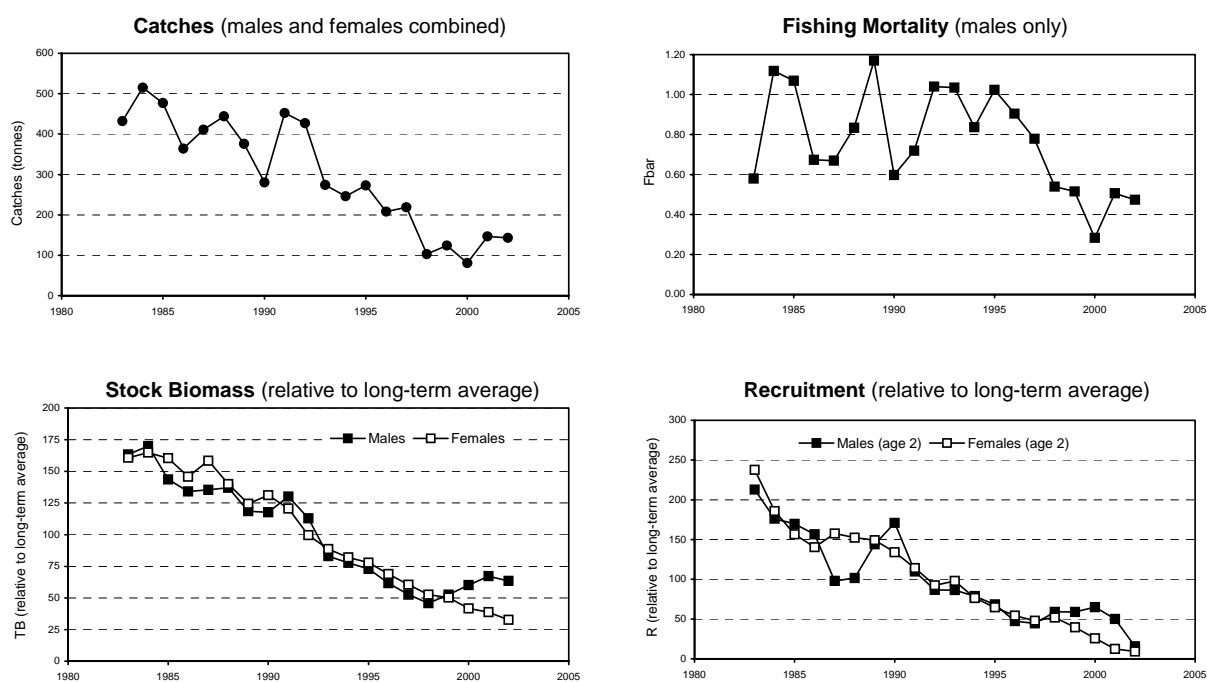 Catches (males and females combined)
600
500
400
300
200
100
0
Catches (tonnes)
1980 1985 1990 1995 2000 2005
Fishing Mortality (males only)
1.20
1.00
0.80
0.60
0.40
0.20
0.00
Fbar
1980 1985 1990 1995 2000 2005
Stock Biomass (relative to long-term average)
200
175
150
125
100
75
50
25
0
TB (relative to long-term average)
Males Females
1980 1985 1990 1995 2000 2005
Recruitment (relative to long-term average)
300
250
200
150
100
50
0
R (relative to long-term average)
Males (age 2) Females (age 2)
1980 1985 1990 1995 2000 2005